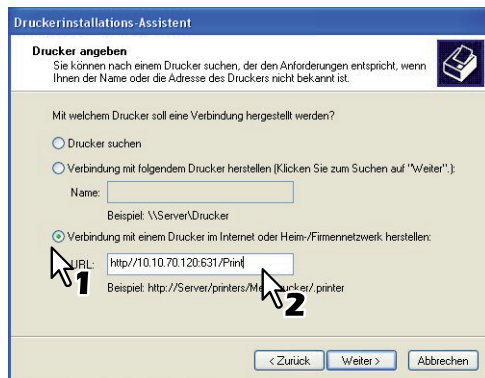 Druckerinstallations-Assistent
Drucker angeben
Sie können nach einem Drucker suchen, der den Anforderungen entspricht, wenn
Ihnen der Name oder die Adresse des Druckers nicht bekannt ist.
Mit welchem Drucker soll eine Verbindung hergestellt werden?
Drucker suchen
Verbindung mit folgendem Drucker herstellen (Klicken Sie zum Suchen auf "Weiter".):
Name:
Beispiel: \\Server\Drucker
Verbindung mit einem Drucker im Internet oder Heim-/Firmennetzwerk herstellen:
URL: http//10.10.70.120:631/Print
1
Beispiel: http://Server/printers/ /.printer
2
< Zurück Weiter > Abbrechen